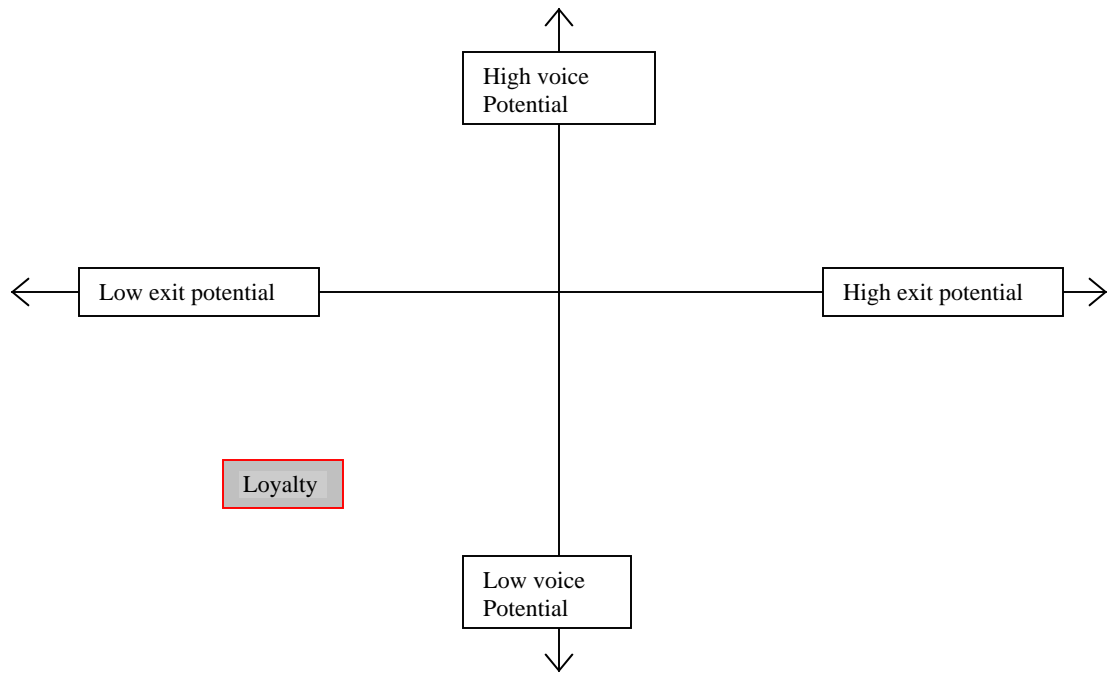 High voice
Potential
Low exit potential
High exit potential
Loyalty
Low voice
Potential